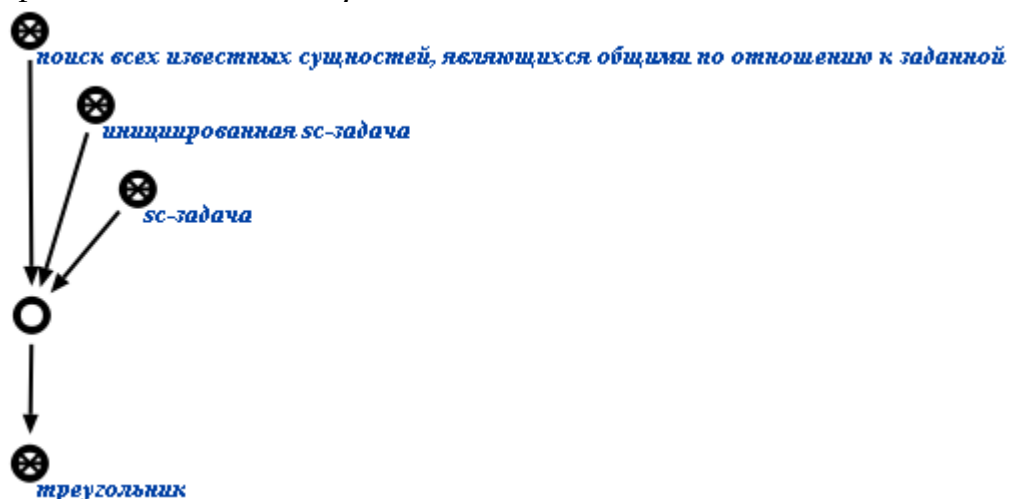 поиск всех известных сущностей, являющихся общими по отношению к заданной
инициированная sc-задача
sc-задача
треугольник